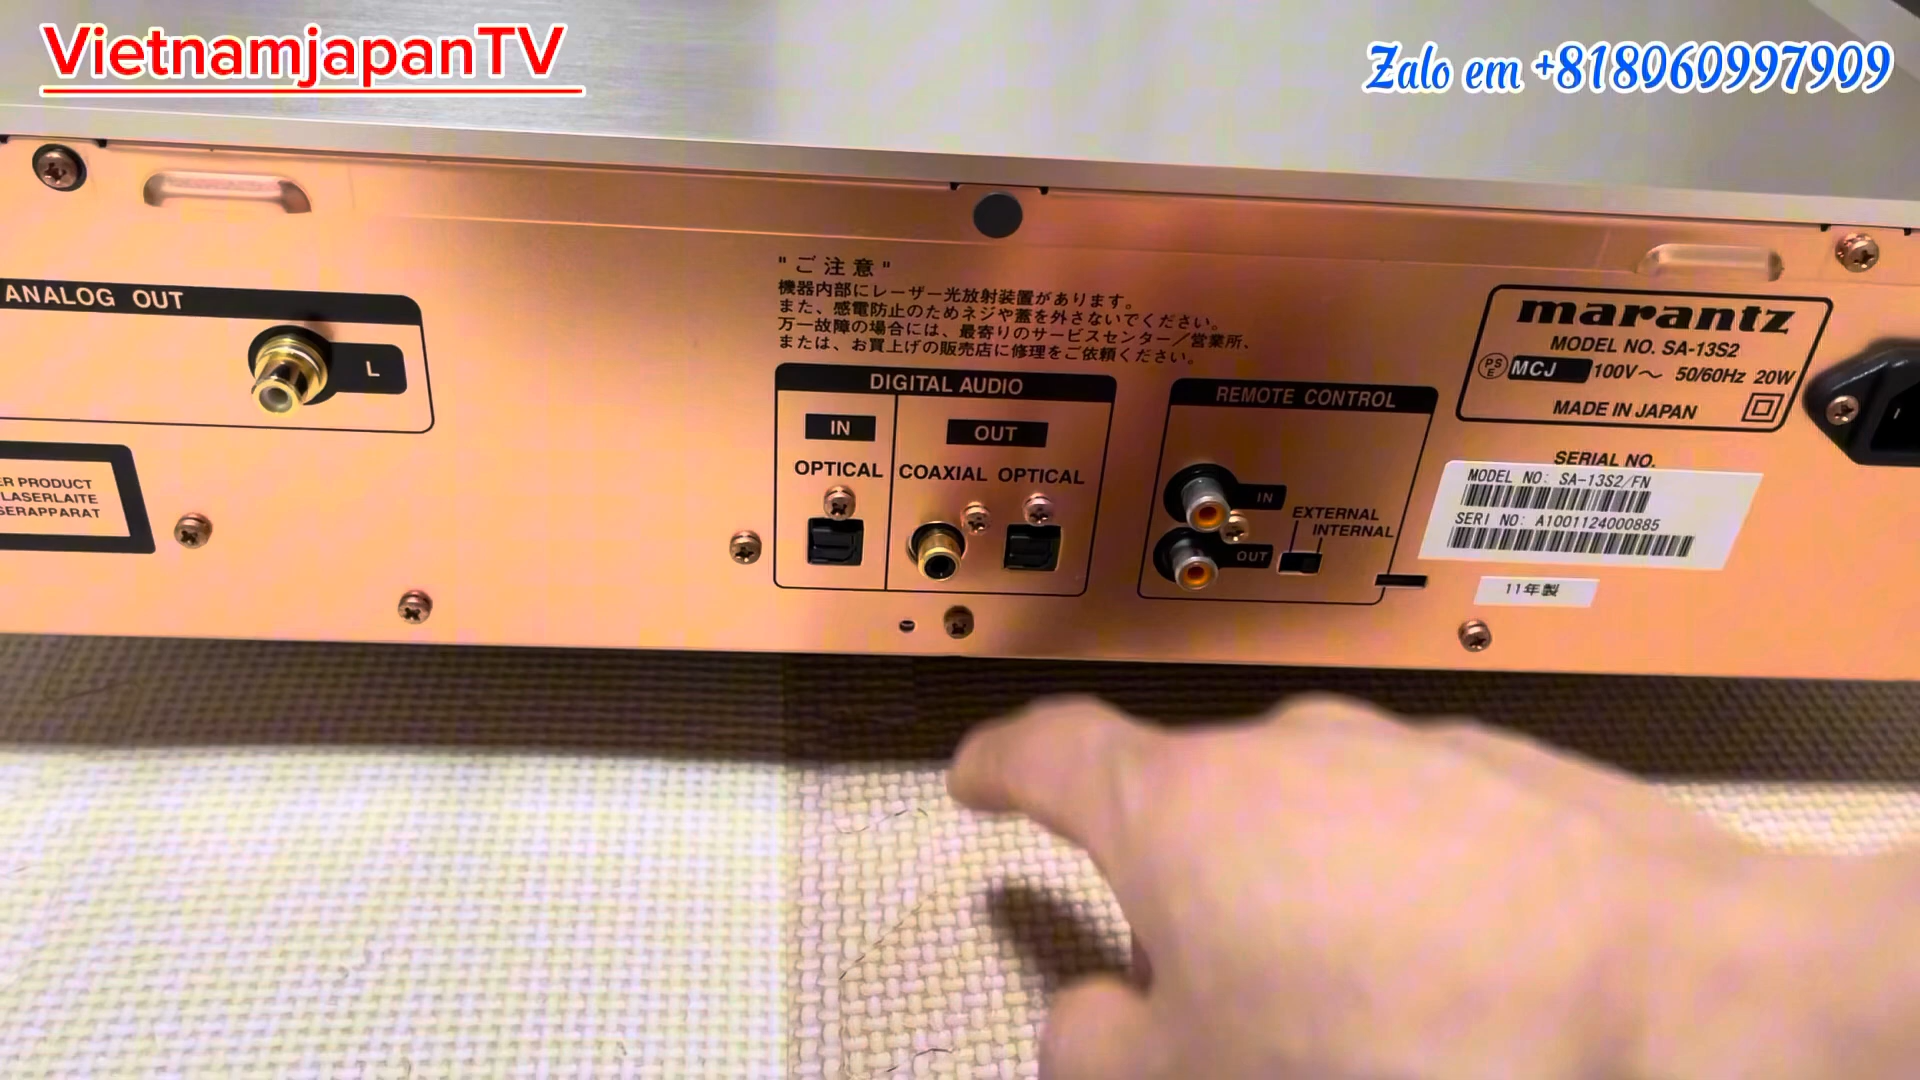 VietnamjapanTV
Zalo em +818060997909
ANALOG OUT
L
ER PRODUCT
LASERLAITE
SERAPPARAT
"ご注意"
機器内部にレーザー光放射装置があります。
また、感電防止のためネジや蓋を外さないでください。
万一故障の場合には、最寄りのサービスセンター／営業所、
または、お買上げの販売店に修理をご依頼ください。
DIGITAL AUDIO
IN
OUT
OPTICAL
COAXIAL OPTICAL
REMOTE CONTROL
IN
OUT
EXTERNAL
INTERNAL
marantz
MODEL NO. SA-13S2
PSE MCJ 100V～ 50/60Hz 20W
MADE IN JAPAN
SERIAL NO.
MODEL NO: SA-13S2/FN
SERI NO: A1001124000885
11年製